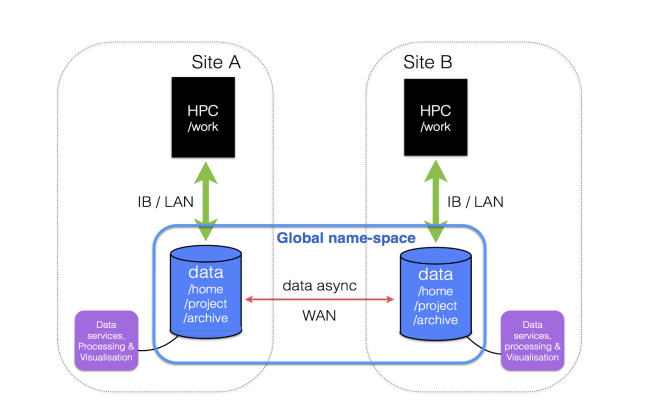 Site A
Site B
HPC
/work
HPC
/work
IB / LAN
IB / LAN
Global name-space
data
/home
/project
/archive
data async
WAN
data
/home
/project
/archive
Data
services,
Processing &
Visualisation
Data
services,
processing &
Visualisation